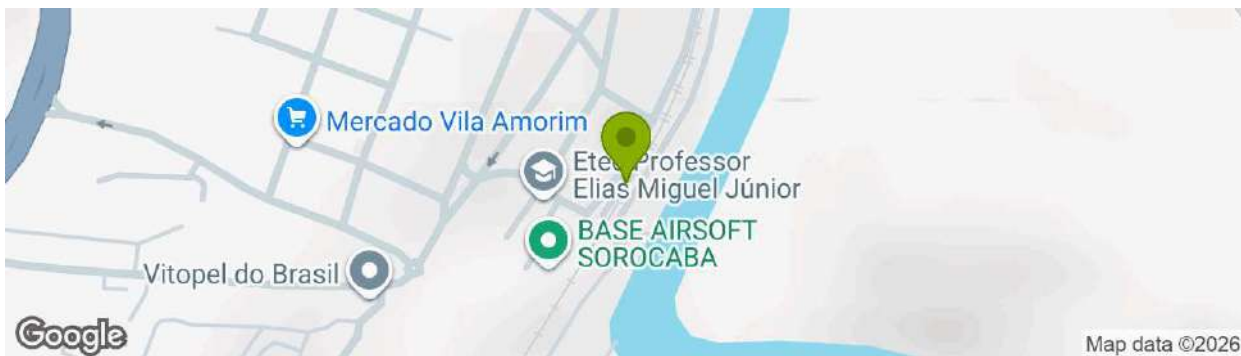 Mercado Vila Amorim
Etec Professor
Elias Miguel Júnior
BASE AIRSOFT
SOROCABA
Vitopel do Brasil
Google
Map data ©2026